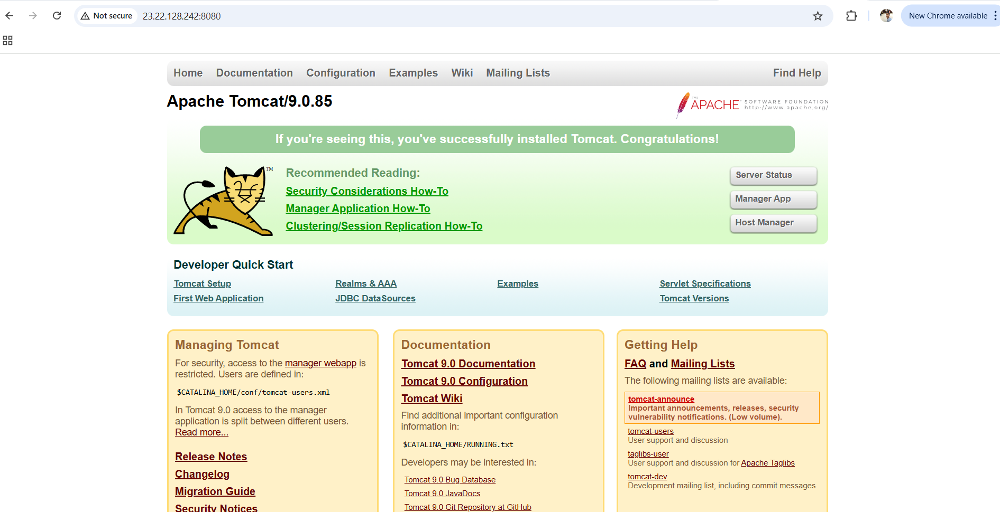 Not secure
23.22.128.242:8080
New Chrome available
Home Documentation Configuration Examples Wiki Mailing Lists Find Help
Apache Tomcat/9.0.85
THE APACHE® SOFTWARE FOUNDATION
http://www.apache.org/
If you're seeing this, you've successfully installed Tomcat. Congratulations!
TM
Recommended Reading:
Security Considerations How-To
Manager Application How-To
Clustering/Session Replication How-To
Server Status
Manager App
Host Manager
Developer Quick Start
Tomcat Setup
First Web Application
Realms & AAA
JDBC DataSources
Examples
Servlet Specifications
Tomcat Versions
Managing Tomcat
For security, access to the manager webapp is
restricted. Users are defined in:
$CATALINA_HOME/conf/tomcat-users.xml
In Tomcat 9.0 access to the manager
application is split between different users.
Read more...
Release Notes
Changelog
Migration Guide
Security Notices
Documentation
Tomcat 9.0 Documentation
Tomcat 9.0 Configuration
Tomcat Wiki
Find additional important configuration
information in:
$CATALINA_HOME/RUNNING.txt
Developers may be interested in:
Tomcat 9.0 Bug Database
Tomcat 9.0 JavaDocs
Tomcat 9.0 Git Repository at GitHub
Getting Help
FAQ and Mailing Lists
The following mailing lists are available:
tomcat-announce
Important announcements, releases, security
vulnerability notifications. (Low volume).
tomcat-users
User support and discussion
taglibs-user
User support and discussion for Apache Taglibs
tomcat-dev
Development mailing list, including commit messages